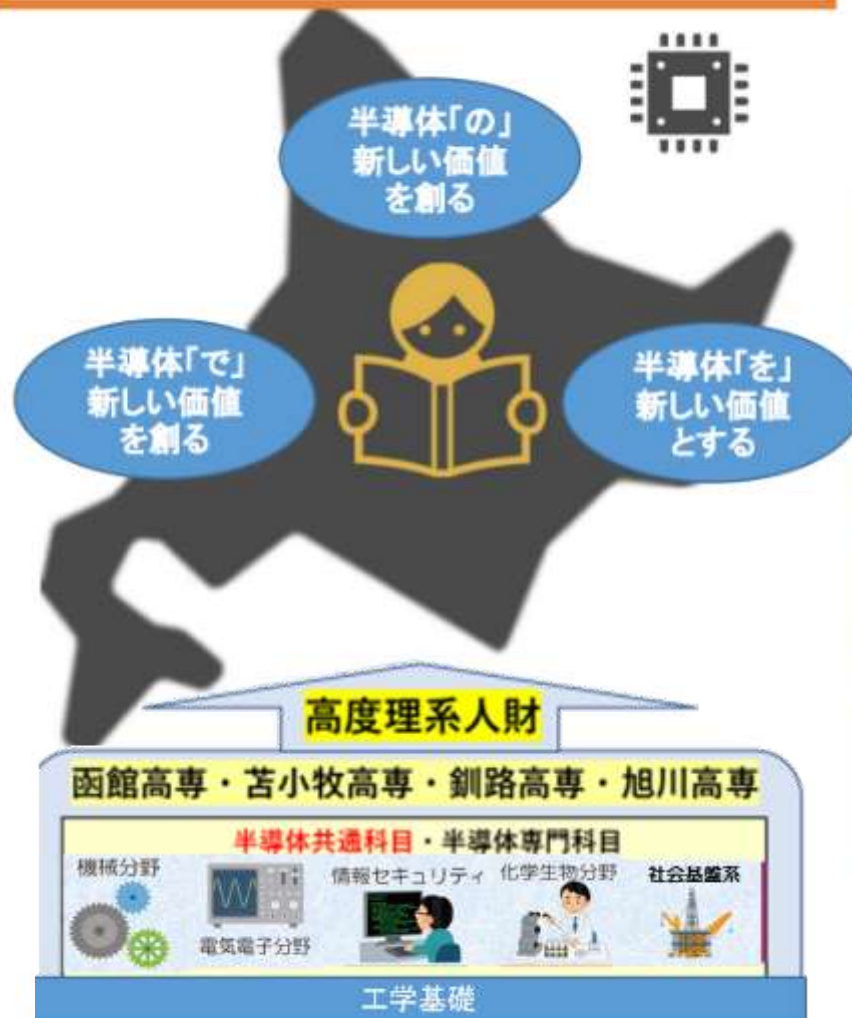 半導体「の」
新しい価値
を創る
半導体「で」
新しい価値
を創る
半導体「を」
新しい価値
とする
高度理系人財
函館高専・苫小牧高専・釧路高専・旭川高専
半導体共通科目・半導体専門科目
機械分野
電気電子分野
情報セキュリティ
化学生物分野
社会基盤系
工学基礎